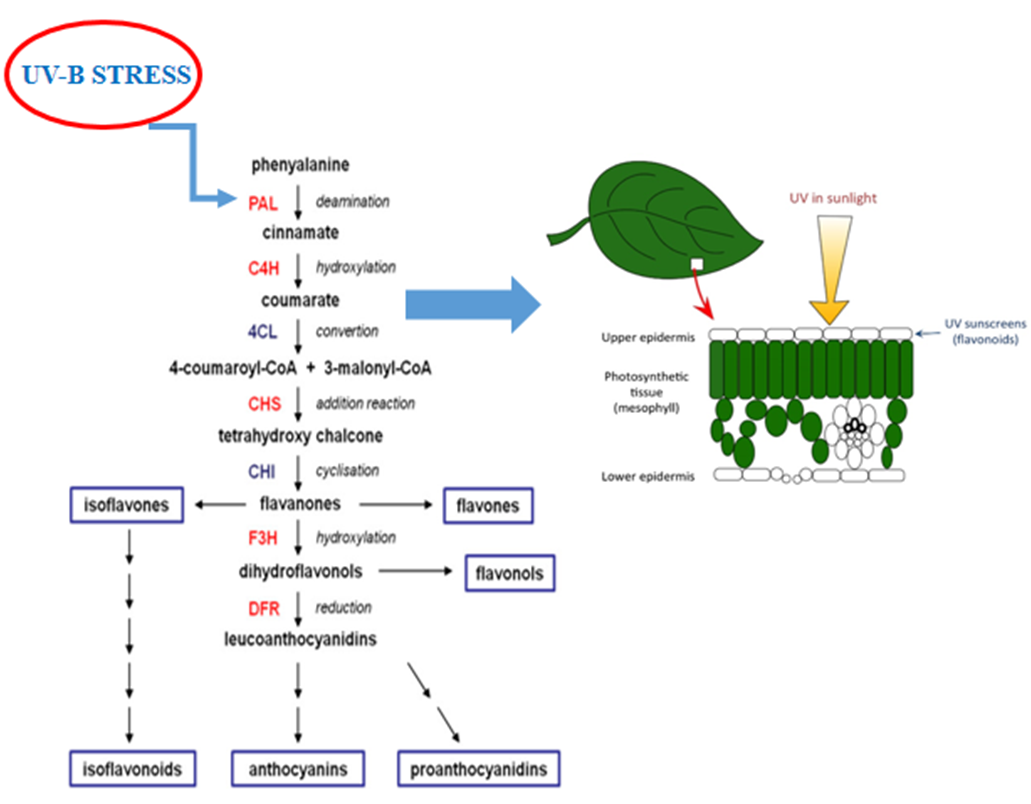 UV-B STRESS
phenyalanine
PAL deamination
cinnamate
C4H hydroxylation
coumarate
4CL convertion
4-coumaroyl-CoA + 3-malonyl-CoA
CHS addition reaction
tetrahydroxy chalcone
CHI cyclisation
isoflavones flavanones flavones
F3H hydroxylation
dihydroflavonols flavonols
DFR reduction
leucoanthocyanidins
isoflavonoids anthocyanins proanthocyanidins
UV in sunlight
UV sunscreens
(flavonoids)
Upper epidermis
Photosynthetic
tissue
(mesophyll)
Lower epidermis